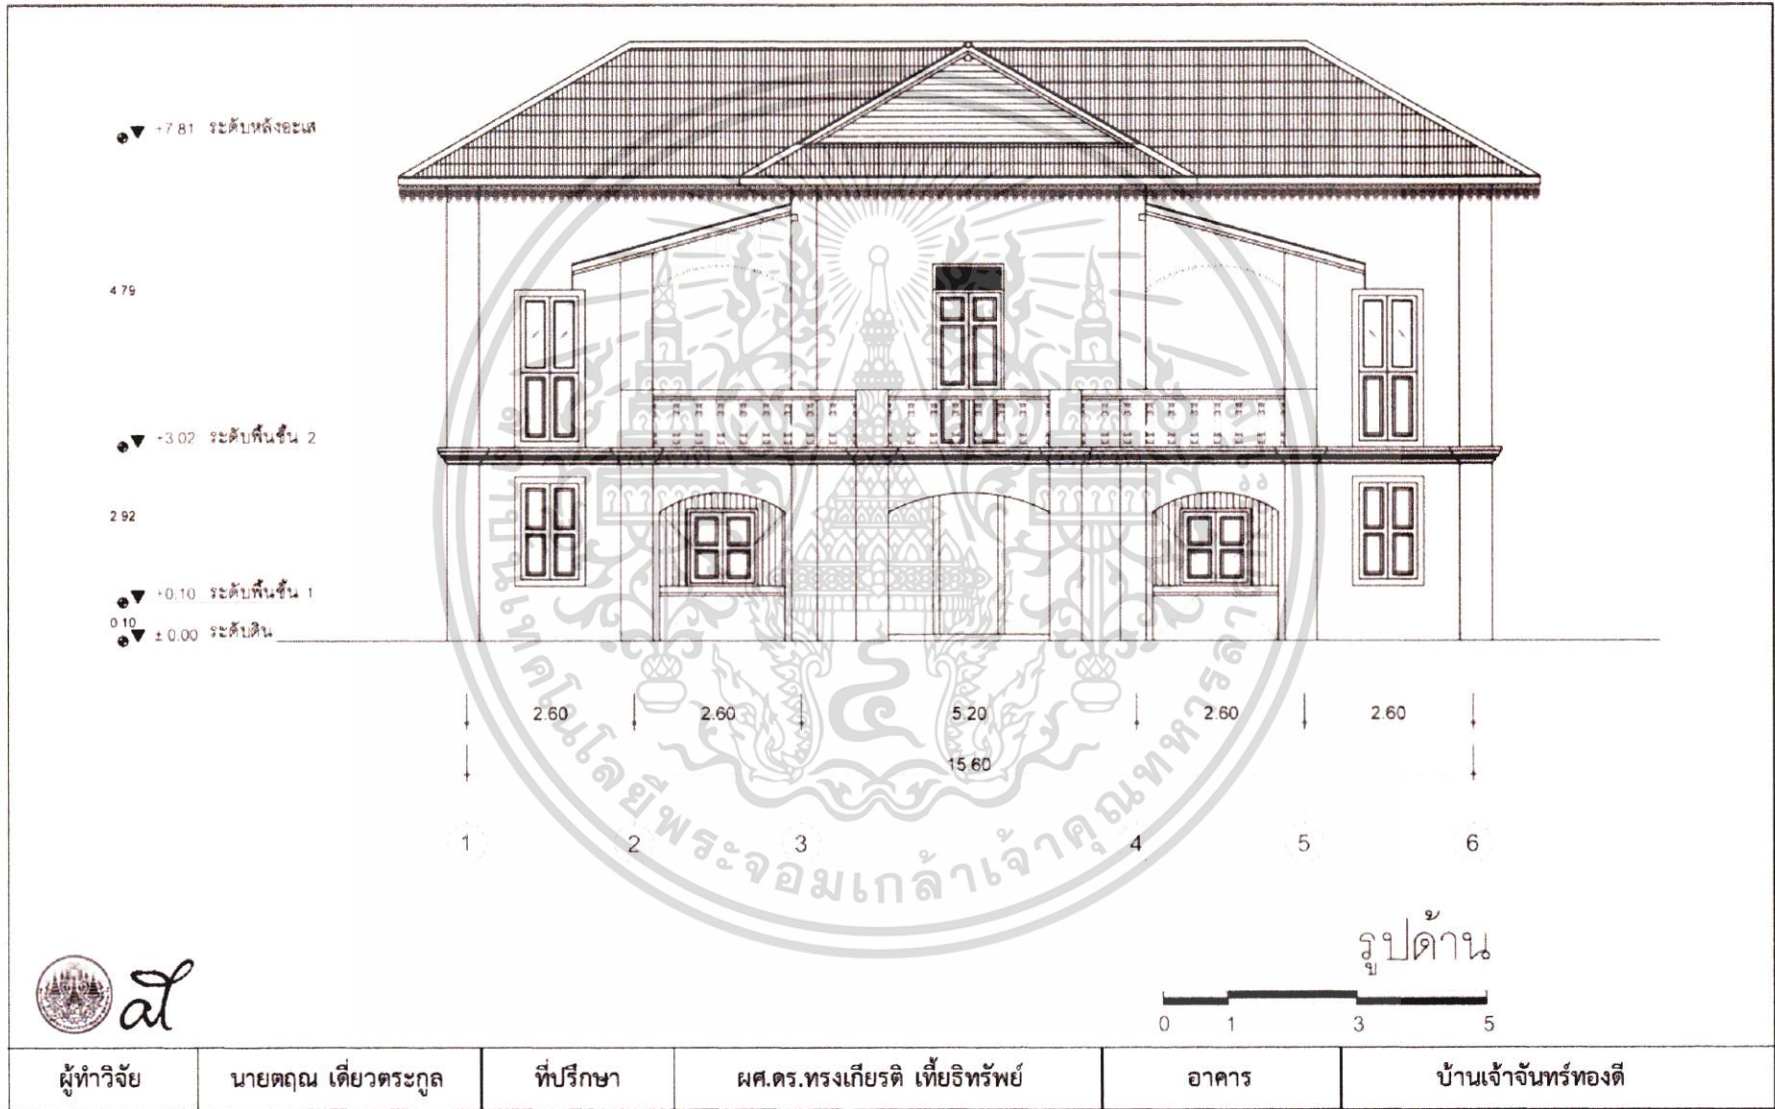 +7.81 ระดับหลังอะเส
4.79
+3.02 ระดับพื้นชั้น 2
2.92
+0.10 ระดับพื้นชั้น 1
0.10
± 0.00 ระดับดิน
2.60 2.60 5.20 2.60 2.60
15.60
1 2 3 4 5 6
รูปด้าน
0 1 3 5
ผู้ทำวิจัย นายตฤณ เดี่ยวตระกูล ที่ปรึกษา ผศ.ดร.ทรงเกียรติ เที้ยธิทรัพย์ อาคาร บ้านเจ้าจันทร์ทองดี